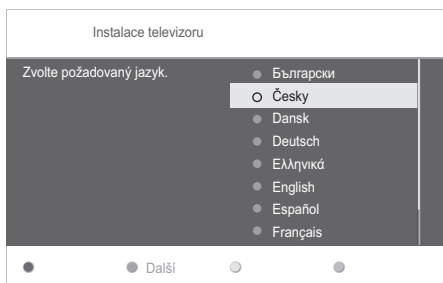 Instalace televizoru
Zvolte požadovaný jazyk.
Български
Česky
Dansk
Deutsch
Ελληνικά
English
Español
Français
Další